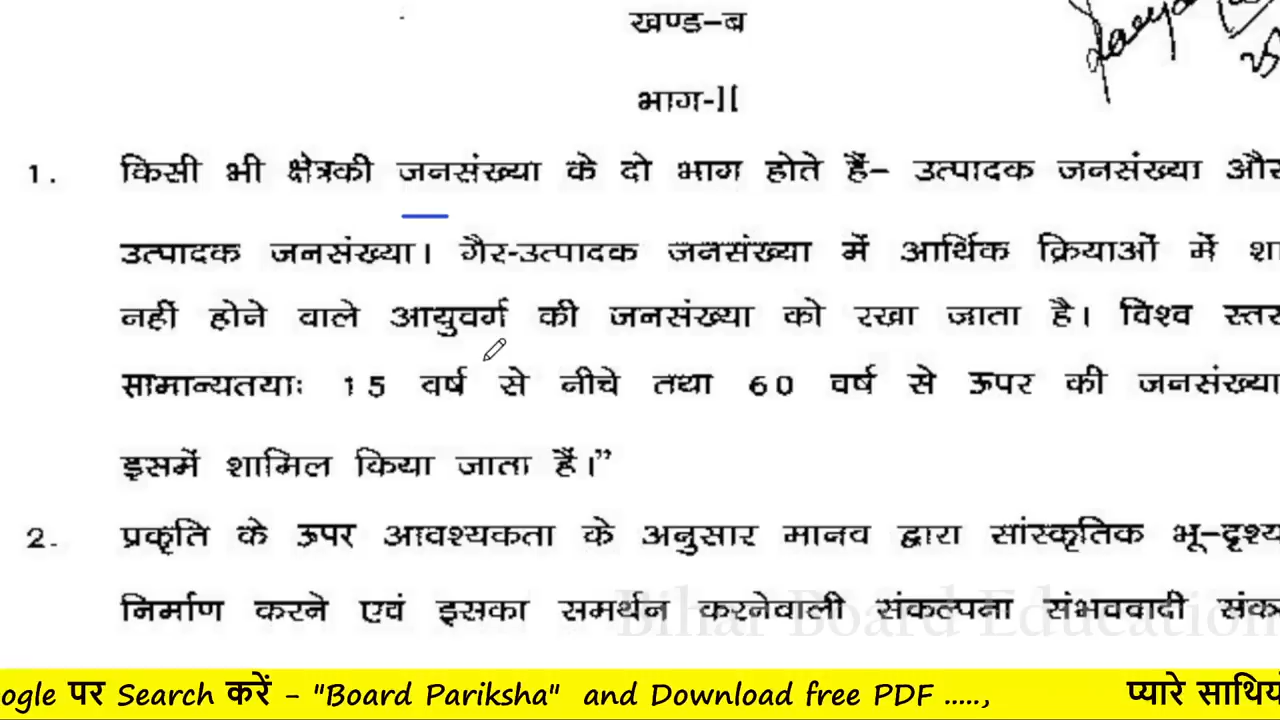 खण्ड–ब
भाग-II
1. किसी भी क्षेत्रकी जनसंख्या के दो भाग होते हैं– उत्पादक जनसंख्या और
उत्पादक जनसंख्या। गैर-उत्पादक जनसंख्या में आर्थिक क्रियाओं में शा
नहीं होने वाले आयुवर्ग की जनसंख्या को रखा जाता है। विश्व स्तर
सामान्यतयाः 15 वर्ष से नीचे तथा 60 वर्ष से ऊपर की जनसंख्या
इसमें शामिल किया जाता हैं।”
2. प्रकृति के ऊपर आवश्यकता के अनुसार मानव द्वारा सांस्कृतिक भू–दृश्य
निर्माण करने एवं इसका समर्थन करनेवाली संकल्पना संभववादी संक
Bihar Board Education
ogle पर Search करें - "Board Pariksha" and Download free PDF ....., प्यारे साथियो